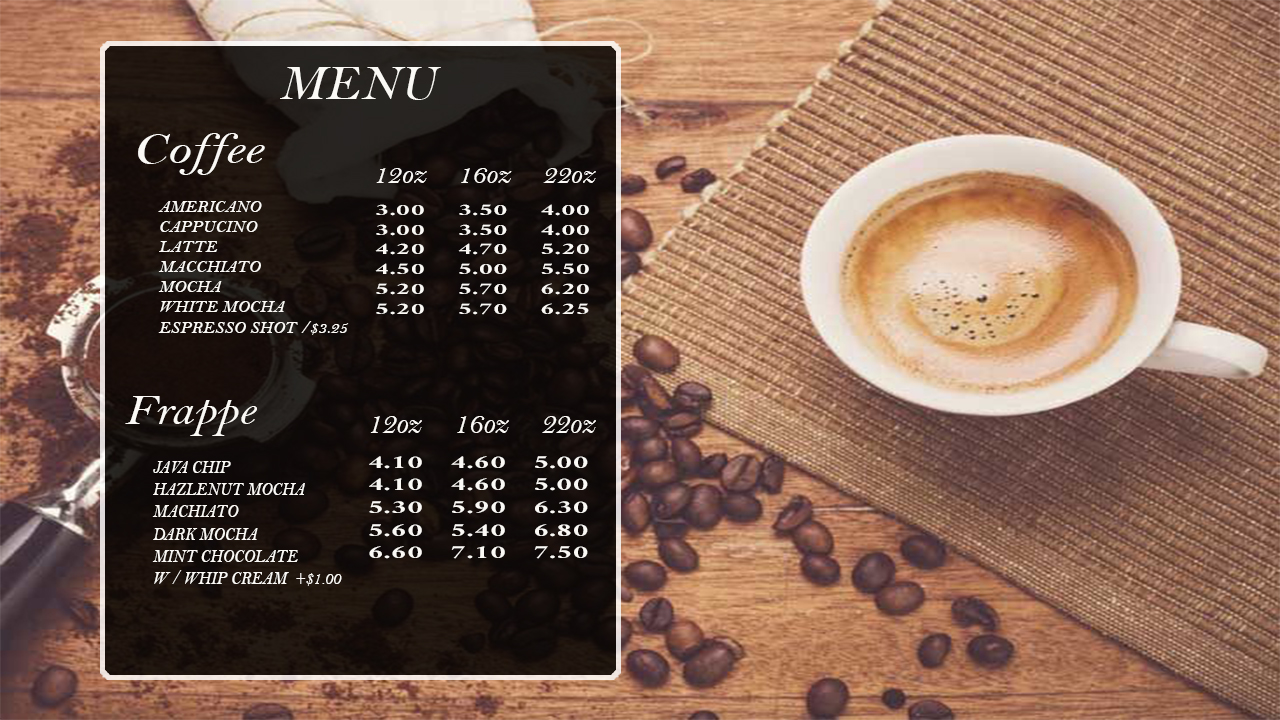 MENU
Coffee
12oz 16oz 22oz
AMERICANO 3.00 3.50 4.00
CAPPUCINO 3.00 3.50 4.00
LATTE 4.20 4.70 5.20
MACCHIATO 4.50 5.00 5.50
MOCHA 5.20 5.70 6.20
WHITE MOCHA 5.20 5.70 6.25
ESPRESSO SHOT /$3.25
Frappe
12oz 16oz 22oz
JAVA CHIP 4.10 4.60 5.00
HAZLENUT MOCHA 4.10 4.60 5.00
MACHIATO 5.30 5.90 6.30
DARK MOCHA 5.60 5.40 6.80
MINT CHOCOLATE 6.60 7.10 7.50
W / WHIP CREAM +$1.00